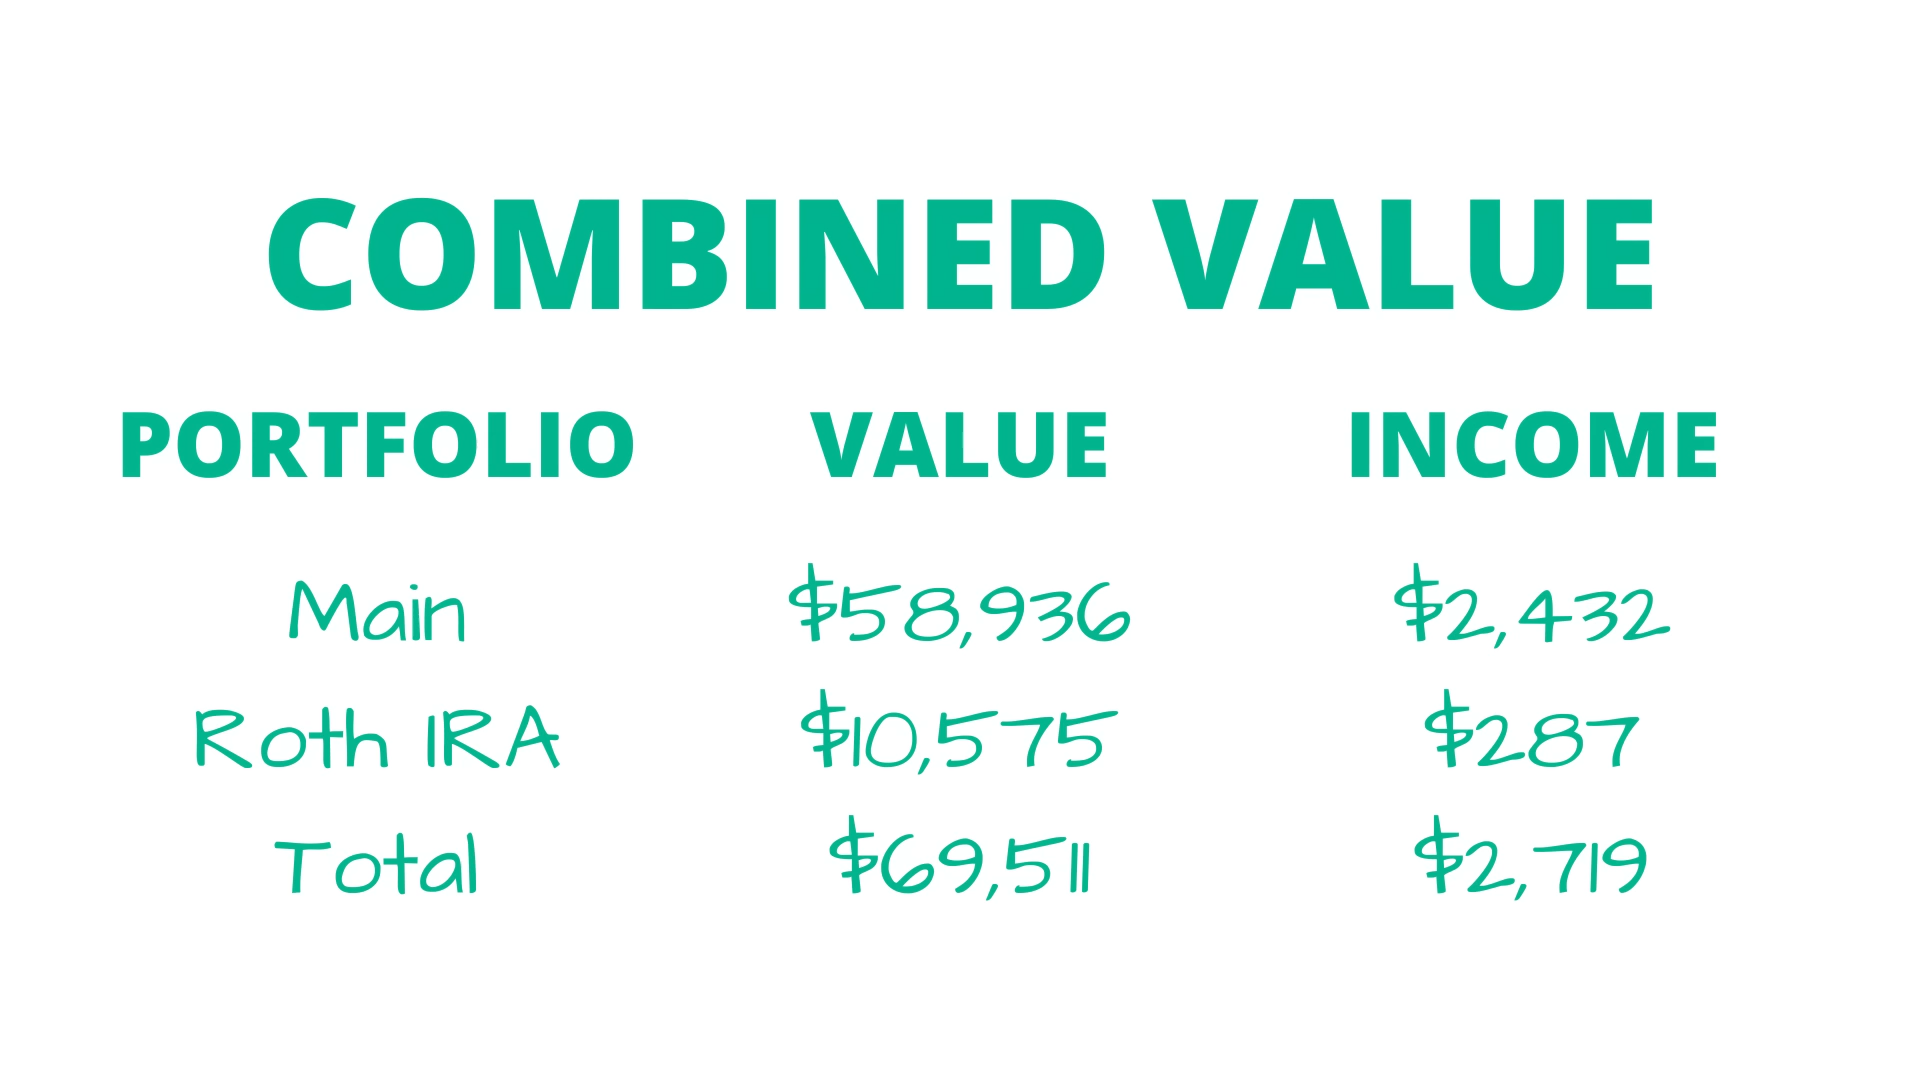 COMBINED VALUE
PORTFOLIO VALUE INCOME
Main $58,936 $2,432
Roth IRA $10,575 $287
Total $69,511 $2,719